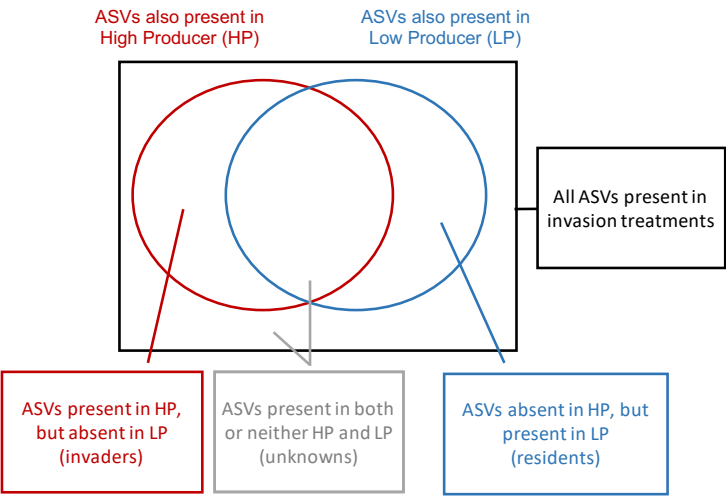 ASVs also present in
High Producer (HP)
ASVs also present in
Low Producer (LP)
All ASVs present in
invasion treatments
ASVs present in HP,
but absent in LP
(invaders)
ASVs present in both
or neither HP and LP
(unknowns)
ASVs absent in HP, but
present in LP
(residents)